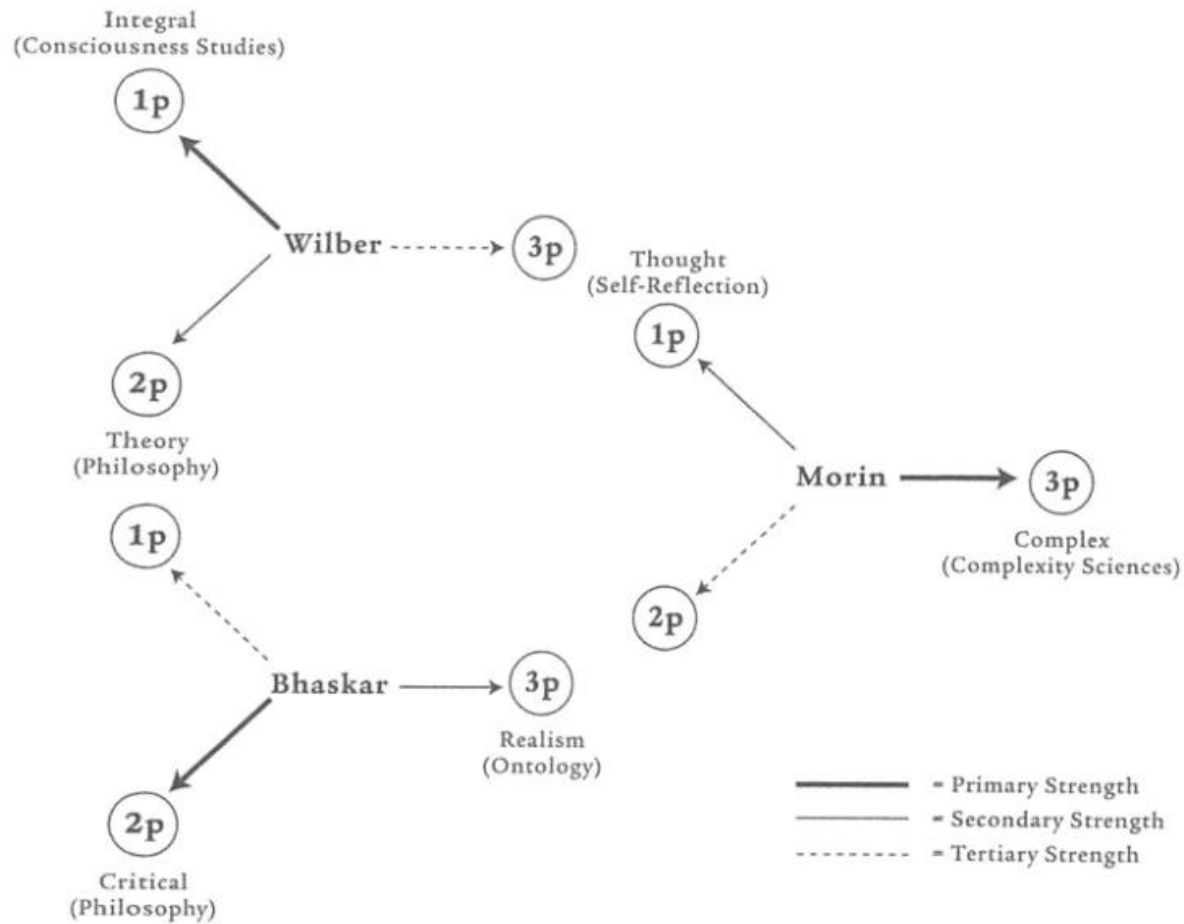 Integral
(Consciousness Studies)
1p
Wilber
3p
2p
Theory
(Philosophy)
Thought
(Self-Reflection)
1p
Morin
3p
Complex
(Complexity Sciences)
2p
1p
Bhaskar
3p
Realism
(Ontology)
2p
Critical
(Philosophy)
= Primary Strength
= Secondary Strength
= Tertiary Strength